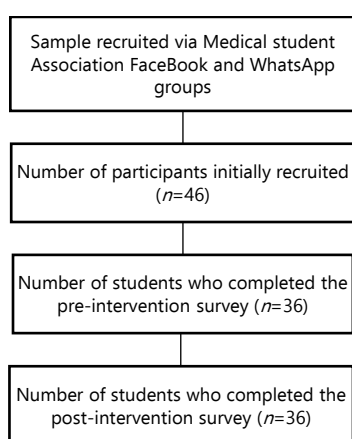 Sample recruited via Medical student
Association FaceBook and WhatsApp
groups
Number of participants initially recruited
(n=46)
Number of students who completed the
pre-intervention survey (n=36)
Number of students who completed the
post-intervention survey (n=36)